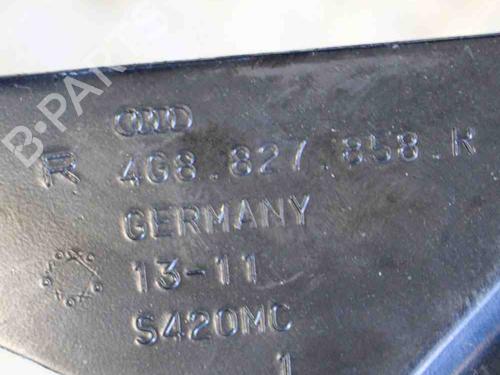 B-PARTS
R 4G8.827.858.
GERMANY
13-11
S420MC
1